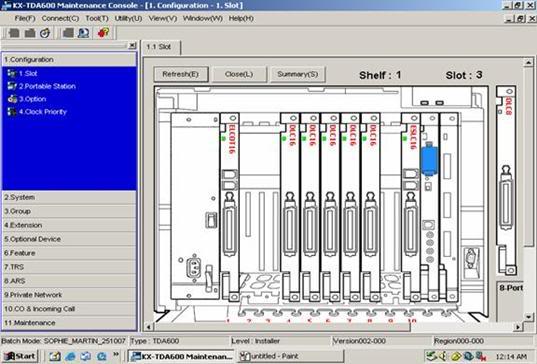 KX-TDA600 Maintenance Console - [1. Configuration - 1. Slot]
File(F) Connect(C) Tool(T) Utility(U) View(V) Window(W) Help(H)
1.Configuration
1.Slot
2.Portable Station
3.Option
4.Clock Priority
2.System
3.Group
4.Extension
5.Optional Device
6.Feature
7.TRS
8.ARS
9.Private Network
10.CO & Incoming Call
11.Maintenance
1.1 Slot
Refresh(E) Close(L) Summary(S) Shelf : 1 Slot : 3
ELCOT16 DLC16 DLC16 DLC16 DLC16 DLC16 ESLC16 DLC8
8-Port
1 2 3 4 5 6 7 8 9 10
Batch Mode: SOPHE_MARTIN_251007 Type : TDA600 Level : Installer Version002-000 Region000-000
Start KX-TDA600 Maintenan... untitled - Paint 12:14 AM